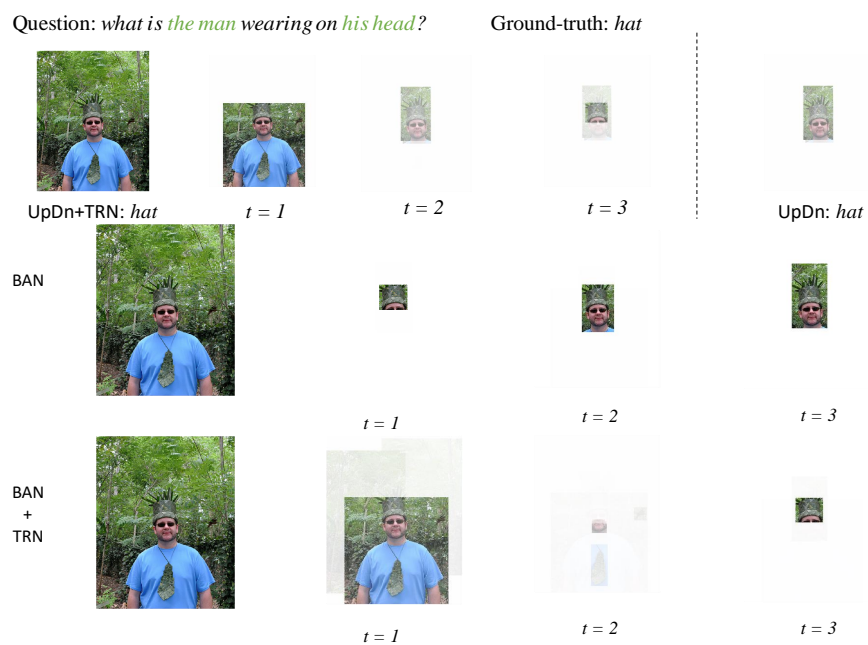 Question: what is the man wearing on his head?
Ground-truth: hat
UpDn+TRN: hat
t = 1
t = 2
t = 3
UpDn: hat
BAN
t = 1
t = 2
t = 3
BAN
+
TRN
t = 1
t = 2
t = 3